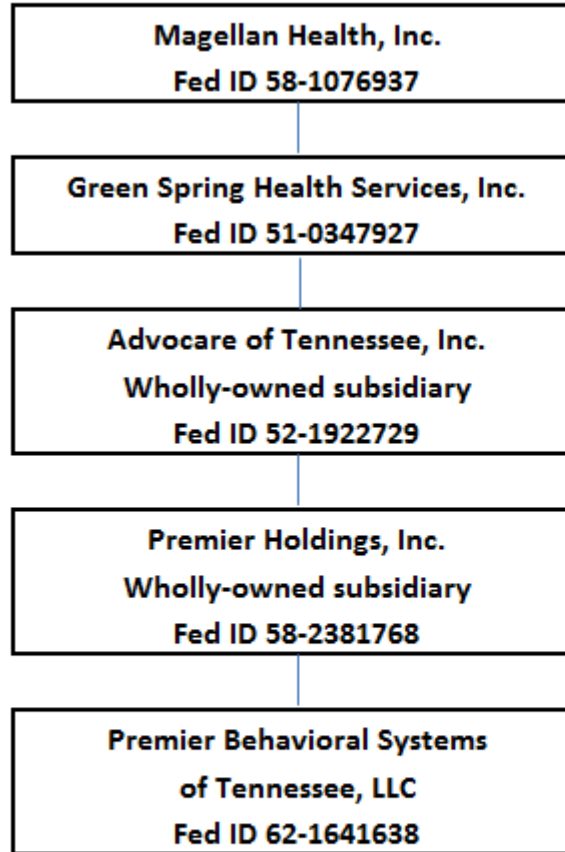 Magellan Health, Inc.
Fed ID 58-1076937
Green Spring Health Services, Inc.
Fed ID 51-0347927
Advocare of Tennessee, Inc.
Wholly-owned subsidiary
Fed ID 52-1922729
Premier Holdings, Inc.
Wholly-owned subsidiary
Fed ID 58-2381768
Premier Behavioral Systems
of Tennessee, LLC
Fed ID 62-1641638